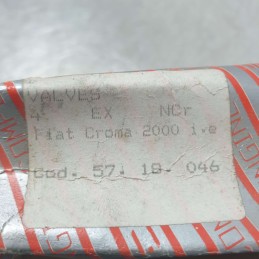 VALVES
4 EX NCr
Fiat Croma 2000 i.e
Cod. 57. 18. 046